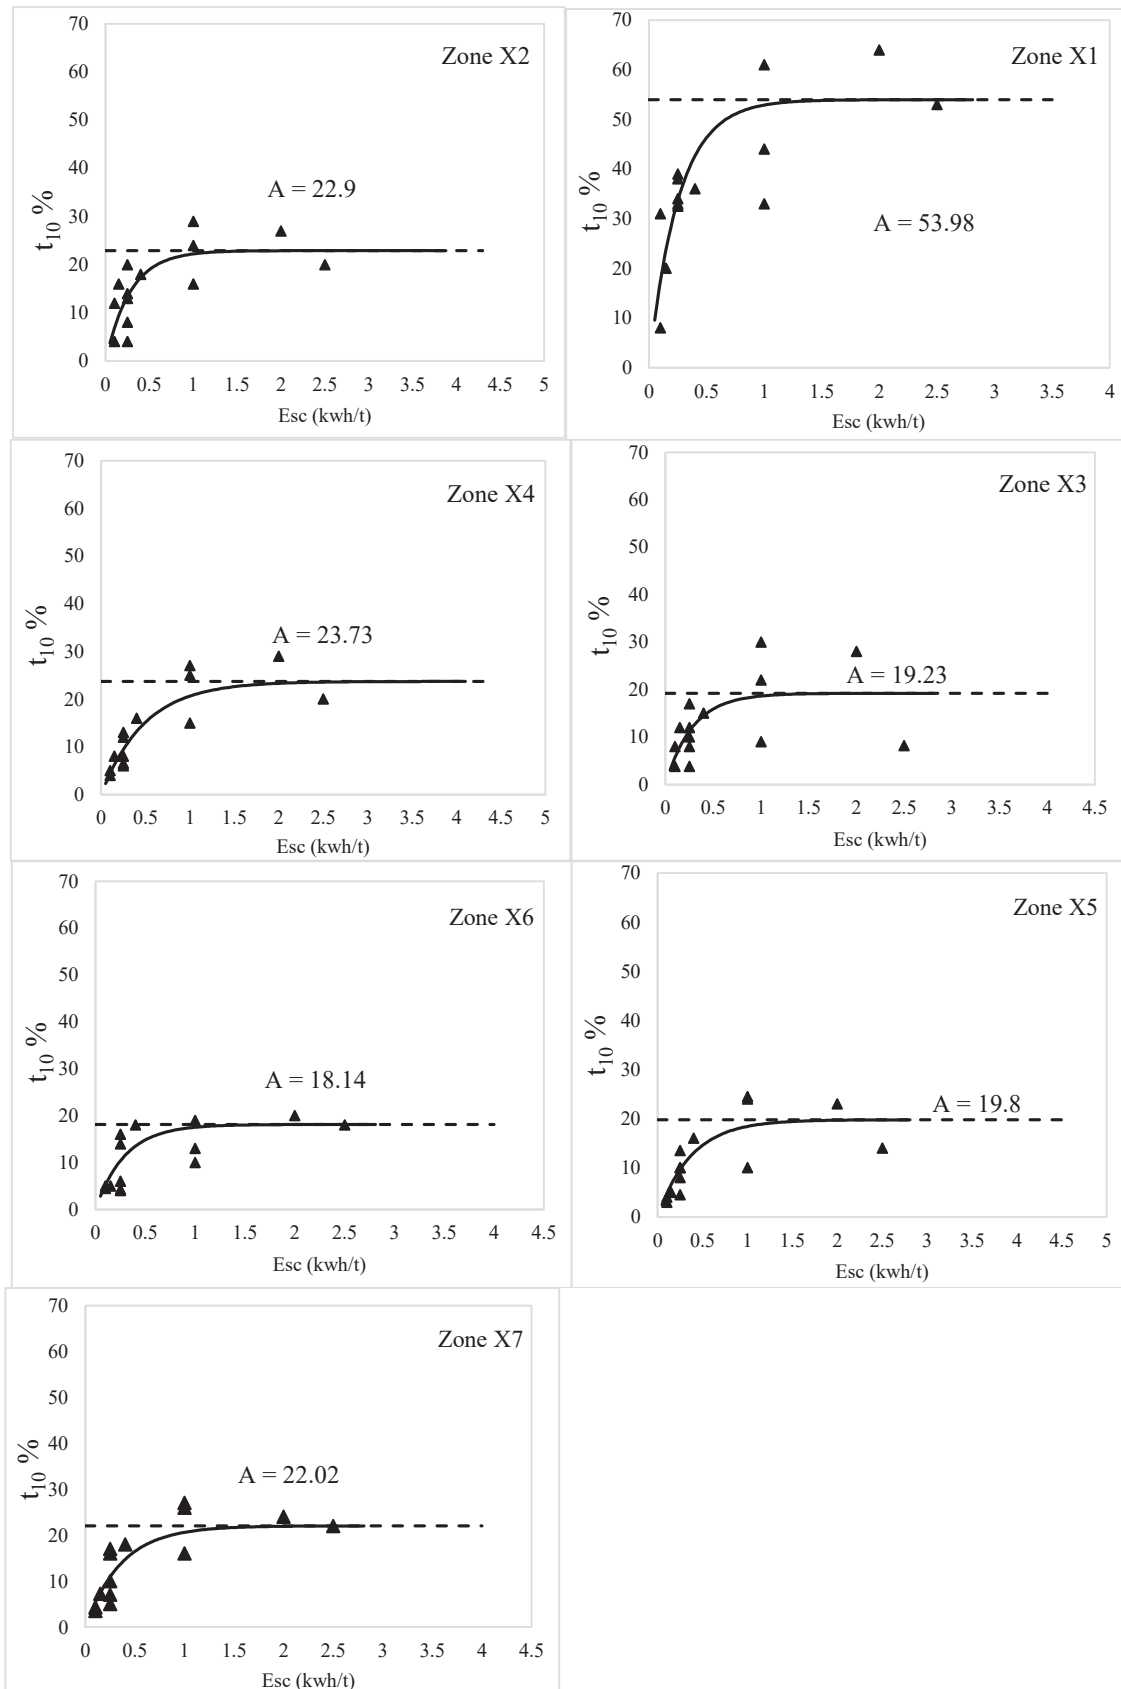 70
60
50
40
30
20
10
0
t10 %
Zone X2
A = 22.9
0 0.5 1 1.5 2 2.5 3 3.5 4 4.5 5
Esc (kwh/t)
70
60
50
40
30
20
10
0
t10 %
Zone X1
A = 53.98
0 0.5 1 1.5 2 2.5 3 3.5 4
Esc (kwh/t)
70
60
50
40
30
20
10
0
t10 %
Zone X4
A = 23.73
0 0.5 1 1.5 2 2.5 3 3.5 4 4.5 5
Esc (kwh/t)
70
60
50
40
30
20
10
0
t10 %
Zone X3
A = 19.23
0 0.5 1 1.5 2 2.5 3 3.5 4 4.5
Esc (kwh/t)
70
60
50
40
30
20
10
0
t10 %
Zone X6
A = 18.14
0 0.5 1 1.5 2 2.5 3 3.5 4 4.5
Esc (kwh/t)
70
60
50
40
30
20
10
0
t10 %
Zone X5
A = 19.8
0 0.5 1 1.5 2 2.5 3 3.5 4 4.5 5
Esc (kwh/t)
70
60
50
40
30
20
10
0
t10 %
Zone X7
A = 22.02
0 0.5 1 1.5 2 2.5 3 3.5 4 4.5
Esc (kwh/t)